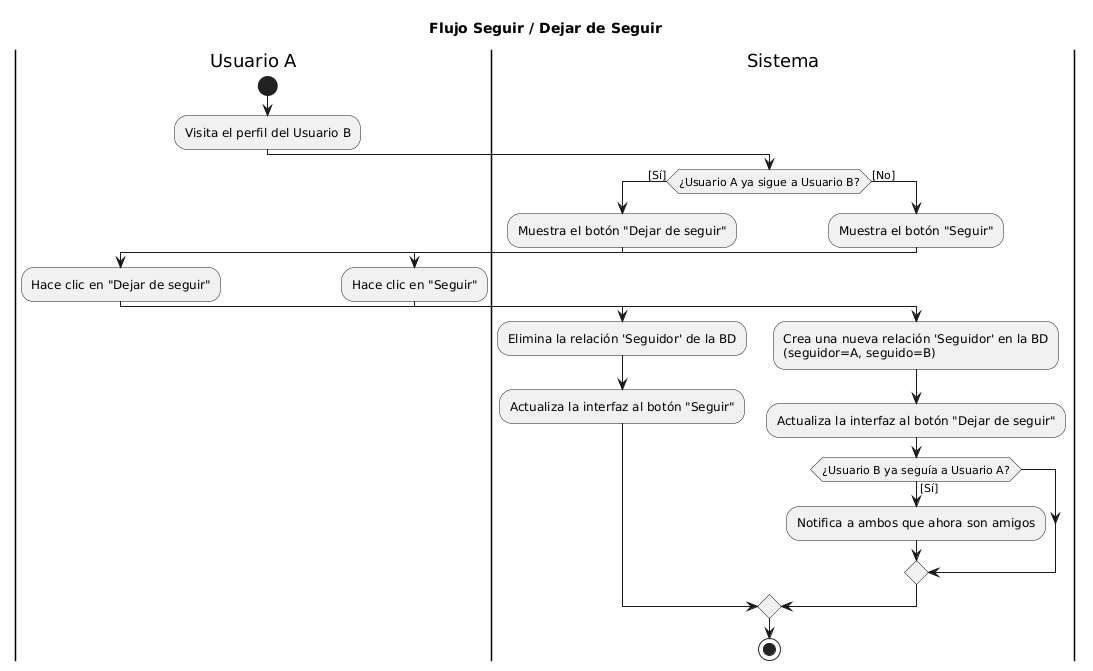 Flujo Seguir / Dejar de Seguir
Usuario A
Sistema
Visita el perfil del Usuario B
¿Usuario A ya sigue a Usuario B?
[Sí]
[No]
Muestra el botón "Dejar de seguir"
Muestra el botón "Seguir"
Hace clic en "Dejar de seguir"
Hace clic en "Seguir"
Elimina la relación 'Seguidor' de la BD
Crea una nueva relación 'Seguidor' en la BD
(seguidor=A, seguido=B)
Actualiza la interfaz al botón "Seguir"
Actualiza la interfaz al botón "Dejar de seguir"
¿Usuario B ya seguía a Usuario A?
[Sí]
Notifica a ambos que ahora son amigos